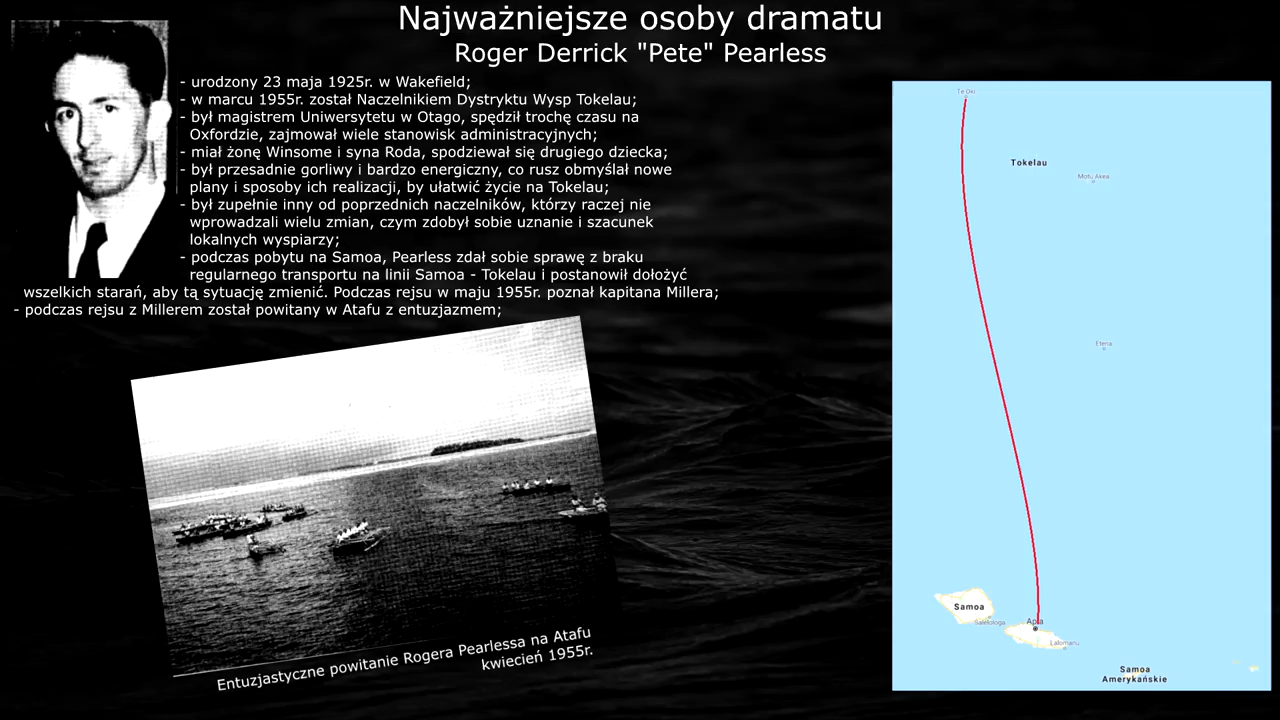 Najważniejsze osoby dramatu
Roger Derrick "Pete" Pearless
- urodzony 23 maja 1925r. w Wakefield;
- w marcu 1955r. został Naczelnikiem Dystryktu Wysp Tokelau;
- był magistrem Uniwersytetu w Otago, spędził trochę czasu na
Oxfordzie, zajmował wiele stanowisk administracyjnych;
- miał żonę Winsome i syna Roda, spodziewał się drugiego dziecka;
- był przesadnie gorliwy i bardzo energiczny, co rusz obmyślał nowe
plany i sposoby ich realizacji, by ułatwić życie na Tokelau;
- był zupełnie inny od poprzednich naczelników, którzy raczej nie
wprowadzali wielu zmian, czym zdobył sobie uznanie i szacunek
lokalnych wyspiarzy;
- podczas pobytu na Samoa, Pearless zdał sobie sprawę z braku
regularnego transportu na linii Samoa - Tokelau i postanowił dołożyć
wszelkich starań, aby tą sytuację zmienić. Podczas rejsu w maju 1955r. poznał kapitana Millera;
- podczas rejsu z Millerem został powitany w Atafu z entuzjazmem;
Entuzjastyczne powitanie Rogera Pearlessa na Atafu
kwiecień 1955r.
Te Oki
Tokelau
Motu Akea
Eteria
Samoa
Salelologa
Apia
Lalomanu
Samoa
Amerykańskie